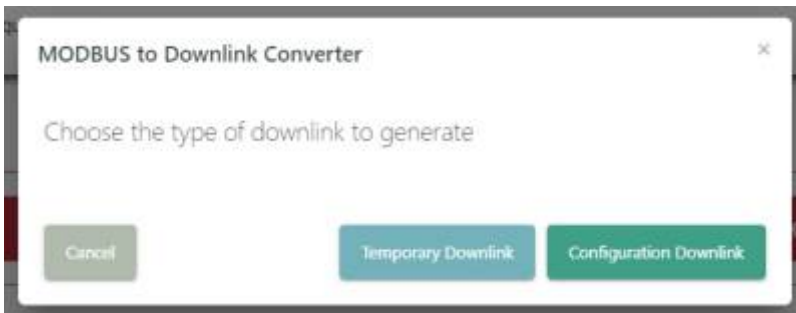 MODBUS to Downlink Converter ×
Choose the type of downlink to generate
Cancel Temporary Downlink Configuration Downlink